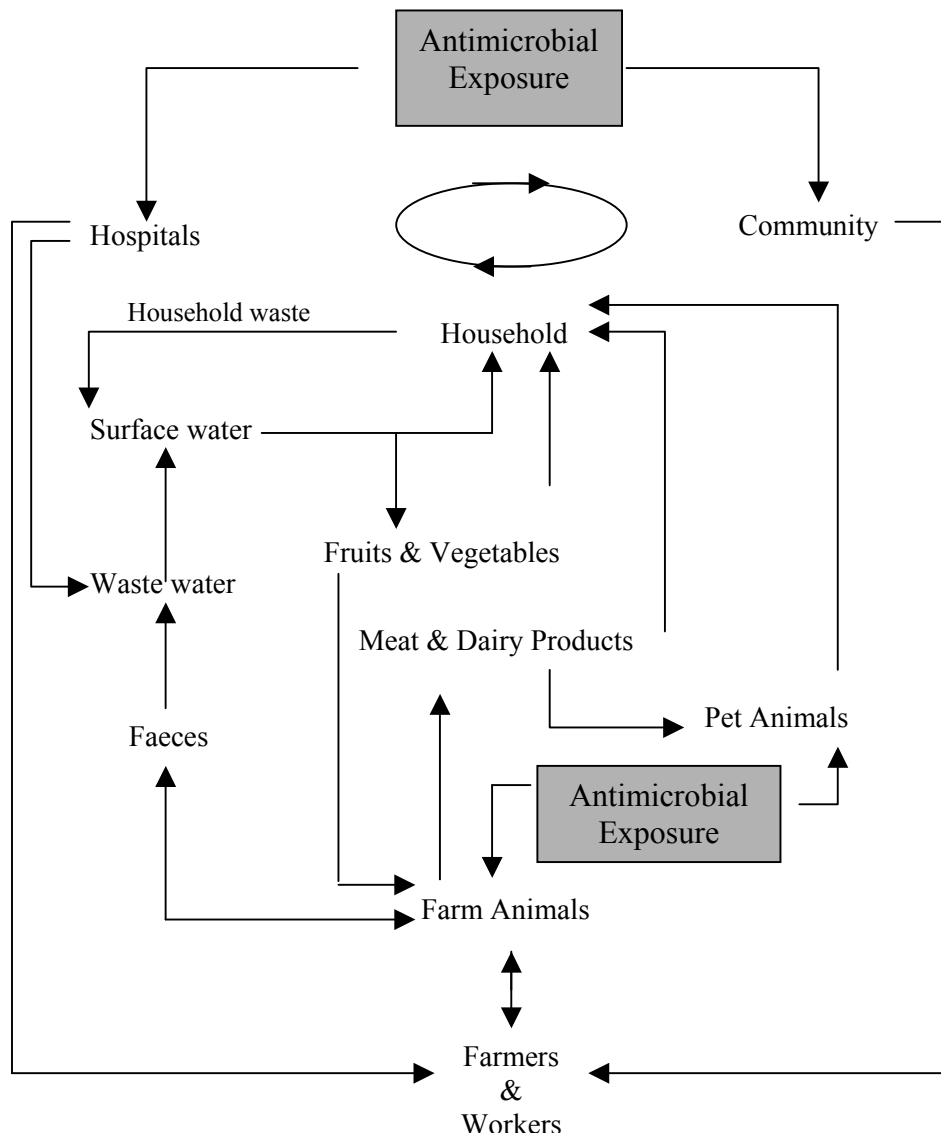 Antimicrobial
Exposure
Hospitals
Community
Household waste
Household
Surface water
Fruits & Vegetables
Waste water
Meat & Dairy Products
Pet Animals
Faeces
Antimicrobial
Exposure
Farm Animals
Farmers
&
Workers